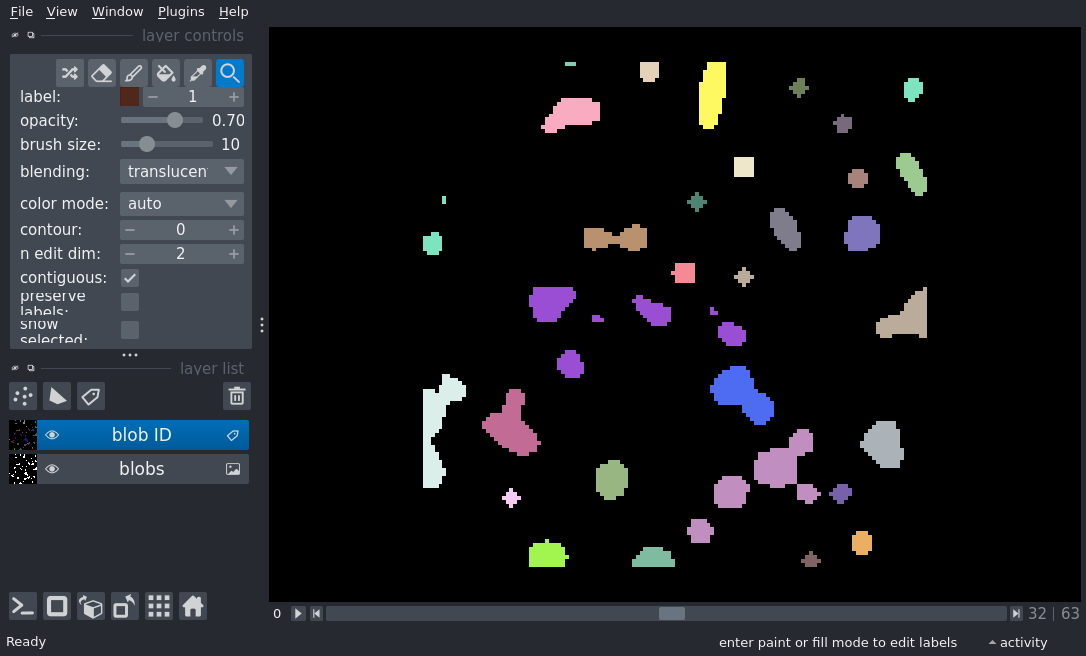 File View Window Plugins Help
layer controls
label: 1
opacity: 0.70
brush size: 10
blending: translucen
color mode: auto
contour: 0
n edit dim: 2
contiguous:
preserve
labels:
show
selected:
layer list
blob ID
blobs
0 32 | 63
Ready enter paint or fill mode to edit labels activity